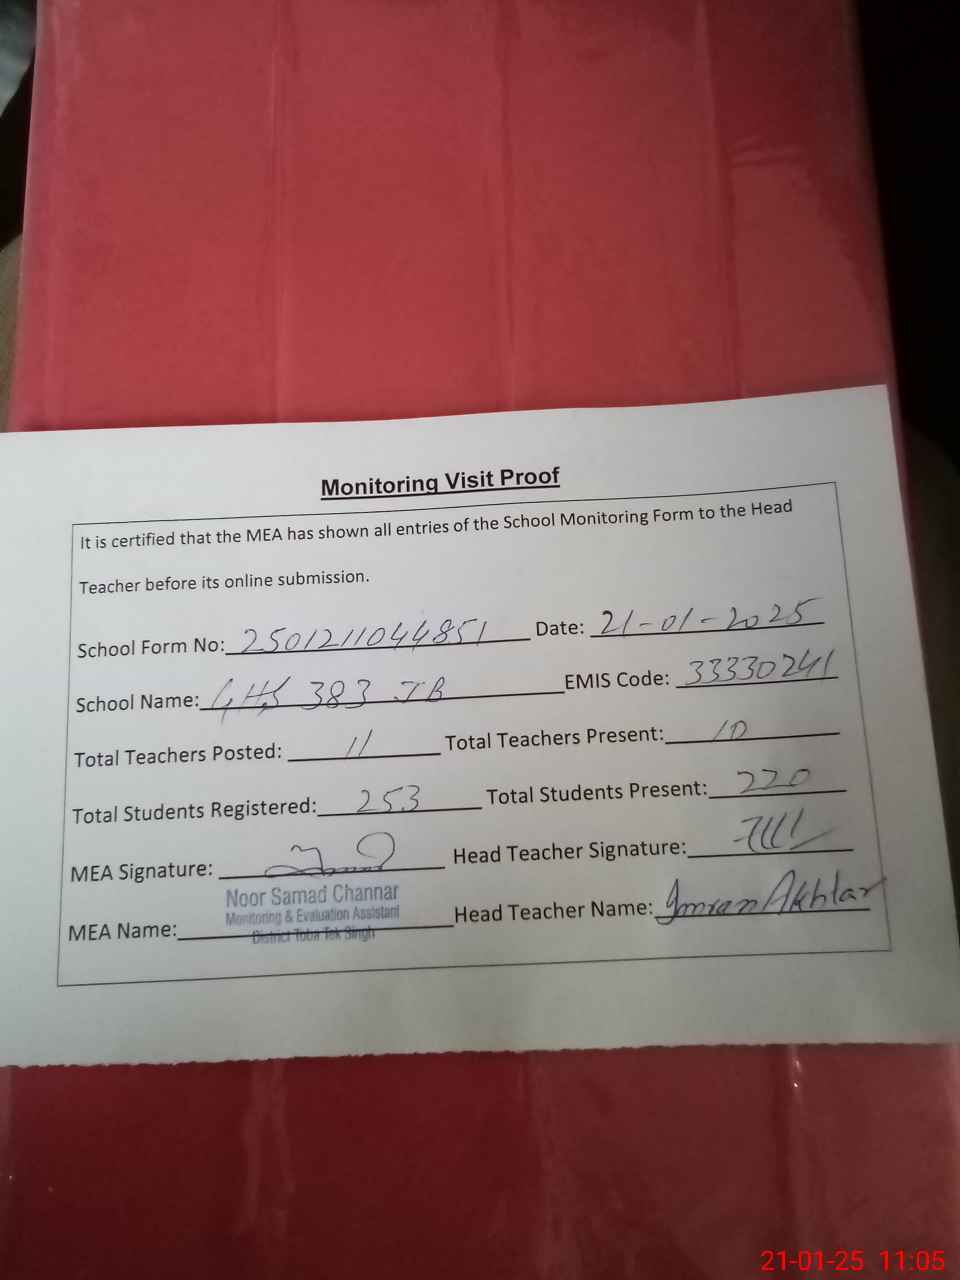 Monitoring Visit Proof
It is certified that the MEA has shown all entries of the School Monitoring Form to the Head
Teacher before its online submission.
School Form No: 2501211044851 Date: 21-01-2025
School Name: GHS 383 JB EMIS Code: 33330241
Total Teachers Posted: 11 Total Teachers Present: 10
Total Students Registered: 253 Total Students Present: 220
MEA Signature: Head Teacher Signature:
Noor Samad Channar
Monitoring & Evaluation Assistant
District Toba Tek Singh
MEA Name: Head Teacher Name: Imran Akhtar
21-01-25 11:05